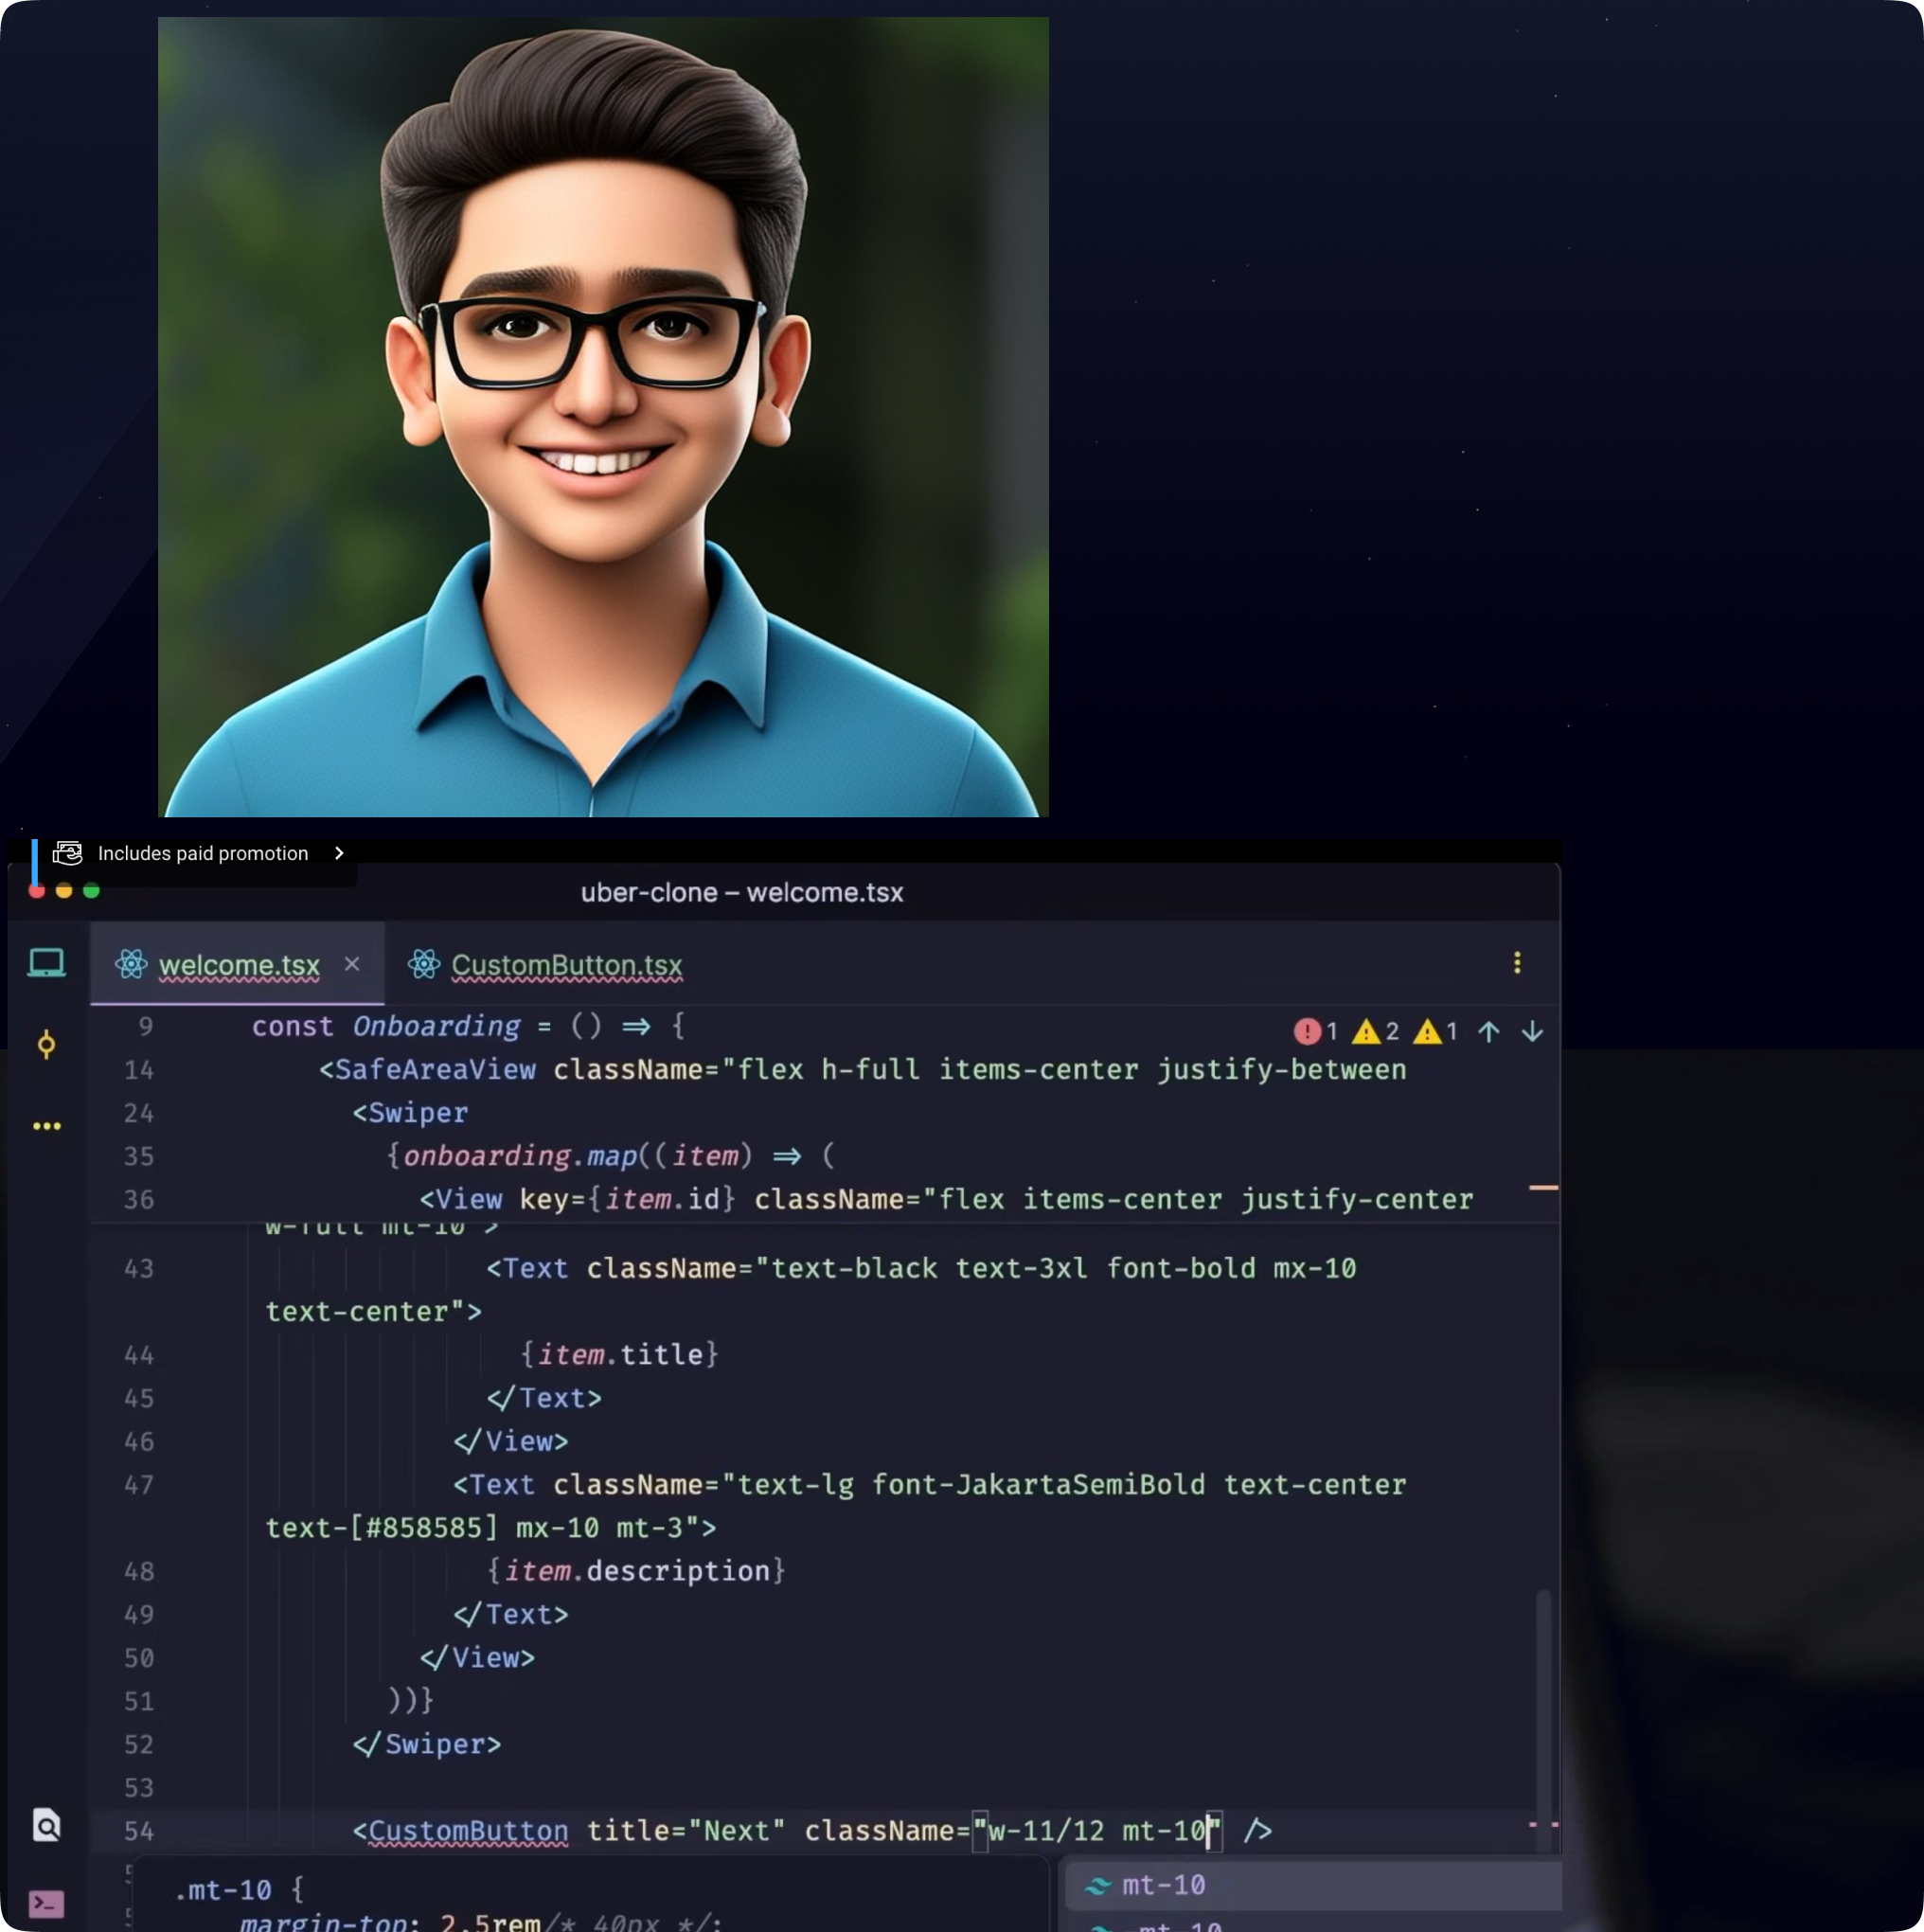 Includes paid promotion
uber-clone – welcome.tsx
welcome.tsx × CustomButton.tsx
9 const Onboarding = () => { 1 2 1
14 <SafeAreaView className="flex h-full items-center justify-between
24 <Swiper
35 {onboarding.map((item) => (
36 <View key={item.id} className="flex items-center justify-center
w-full mt-10">
43 <Text className="text-black text-3xl font-bold mx-10
text-center">
44 {item.title}
45 </Text>
46 </View>
47 <Text className="text-lg font-JakartaSemiBold text-center
text-[#858585] mx-10 mt-3">
48 {item.description}
49 </Text>
50 </View>
51 ))}
52 </Swiper>
53
54 <CustomButton title="Next" className="w-11/12 mt-10" />
.mt-10 { mt-10
margin-top: 2.5rem/* 40px */; -mt-10